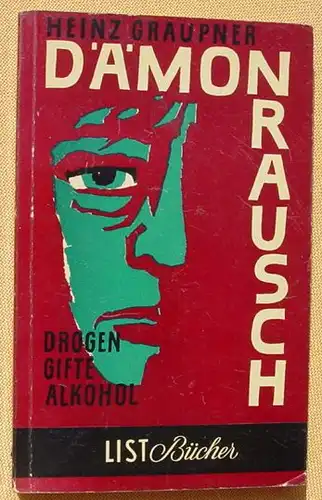 HEINZ GRAUPNER
DÄMON
RAUSCH
DROGEN
GIFTE
ALKOHOL
LIST Bücher